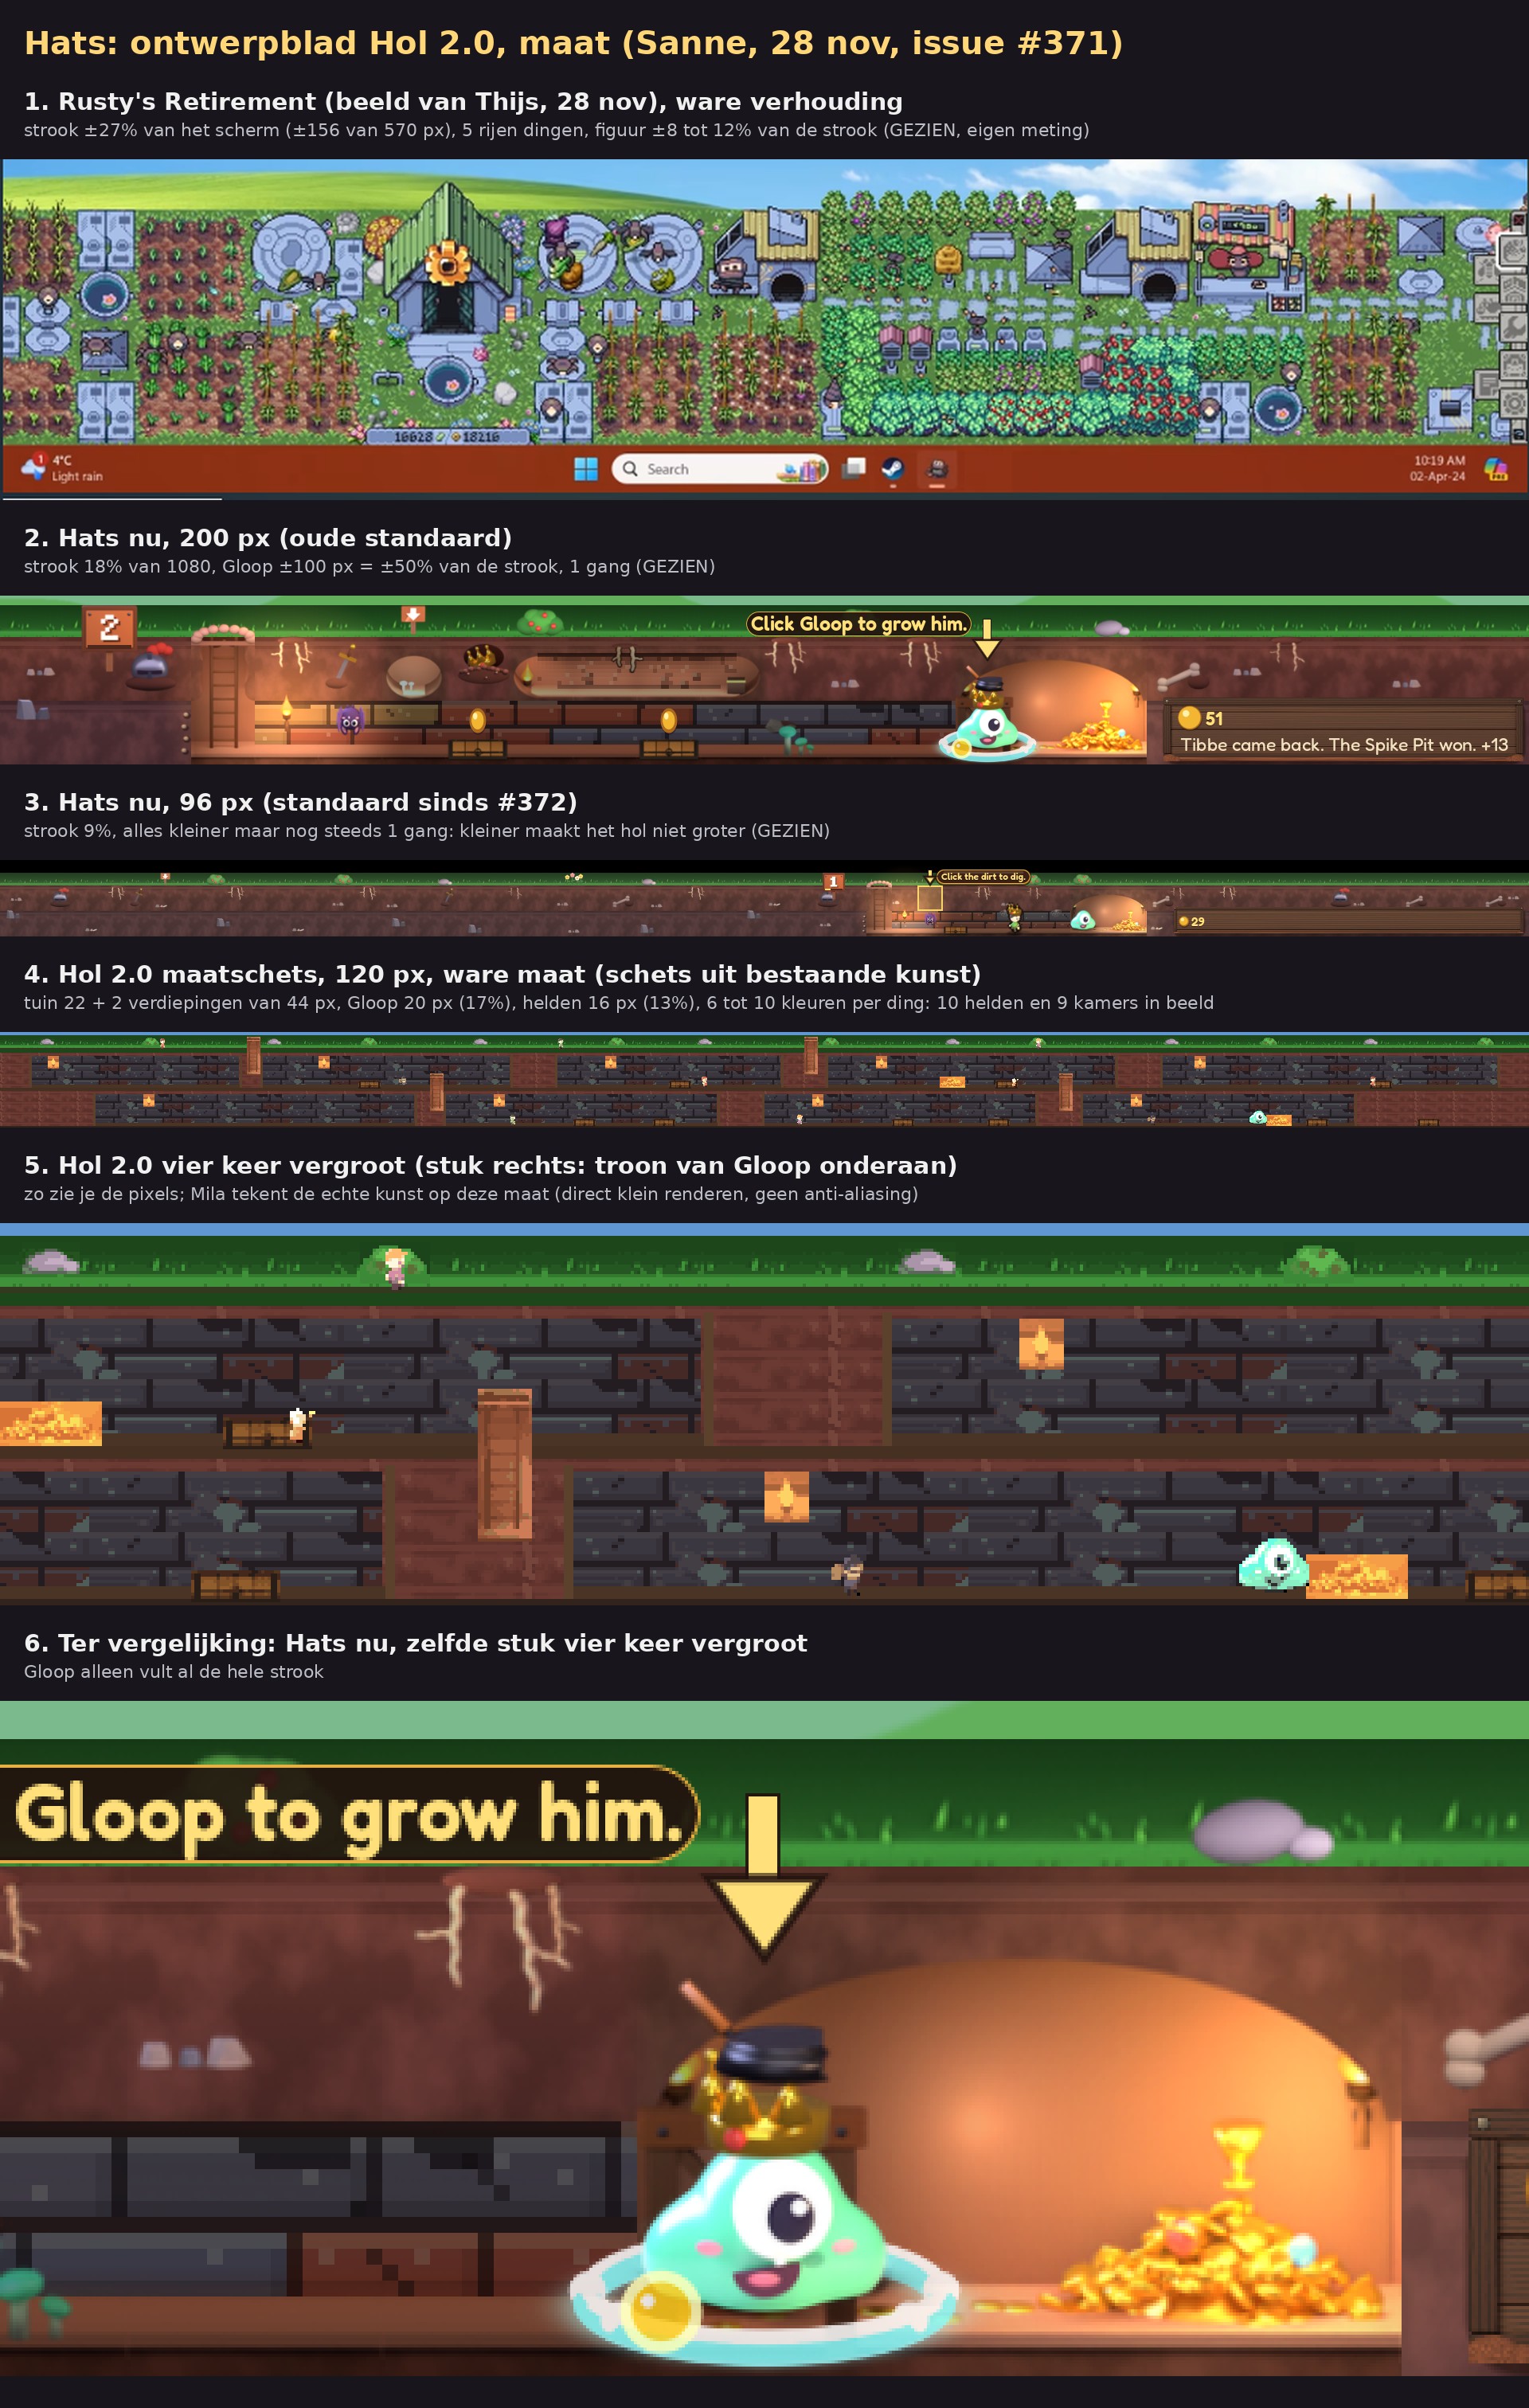 Hats: ontwerpblad Hol 2.0, maat (Sanne, 28 nov, issue #371)
1. Rusty's Retirement (beeld van Thijs, 28 nov), ware verhouding
strook ±27% van het scherm (±156 van 570 px), 5 rijen dingen, figuur ±8 tot 12% van de strook (GEZIEN, eigen meting)
16628 18216
1
4°C
Light rain
Search
10:19 AM
02-Apr-24
2. Hats nu, 200 px (oude standaard)
strook 18% van 1080, Gloop ±100 px = ±50% van de strook, 1 gang (GEZIEN)
2
Click Gloop to grow him.
51
Tibbe came back. The Spike Pit won. +13
3. Hats nu, 96 px (standaard sinds #372)
strook 9%, alles kleiner maar nog steeds 1 gang: kleiner maakt het hol niet groter (GEZIEN)
1
Click the dirt to dig.
29
4. Hol 2.0 maatschets, 120 px, ware maat (schets uit bestaande kunst)
tuin 22 + 2 verdiepingen van 44 px, Gloop 20 px (17%), helden 16 px (13%), 6 tot 10 kleuren per ding: 10 helden en 9 kamers in beeld
5. Hol 2.0 vier keer vergroot (stuk rechts: troon van Gloop onderaan)
zo zie je de pixels; Mila tekent de echte kunst op deze maat (direct klein renderen, geen anti-aliasing)
6. Ter vergelijking: Hats nu, zelfde stuk vier keer vergroot
Gloop alleen vult al de hele strook
Gloop to grow him.